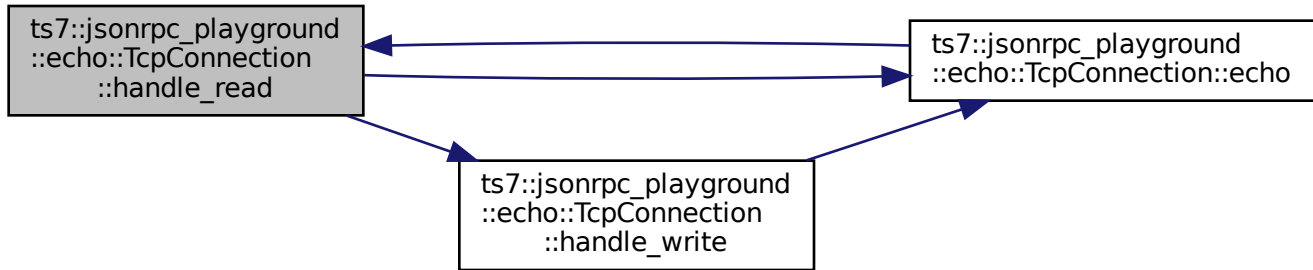 ts7::jsonrpc_playground
::echo::TcpConnection
::handle_read
ts7::jsonrpc_playground
::echo::TcpConnection::echo
ts7::jsonrpc_playground
::echo::TcpConnection
::handle_write